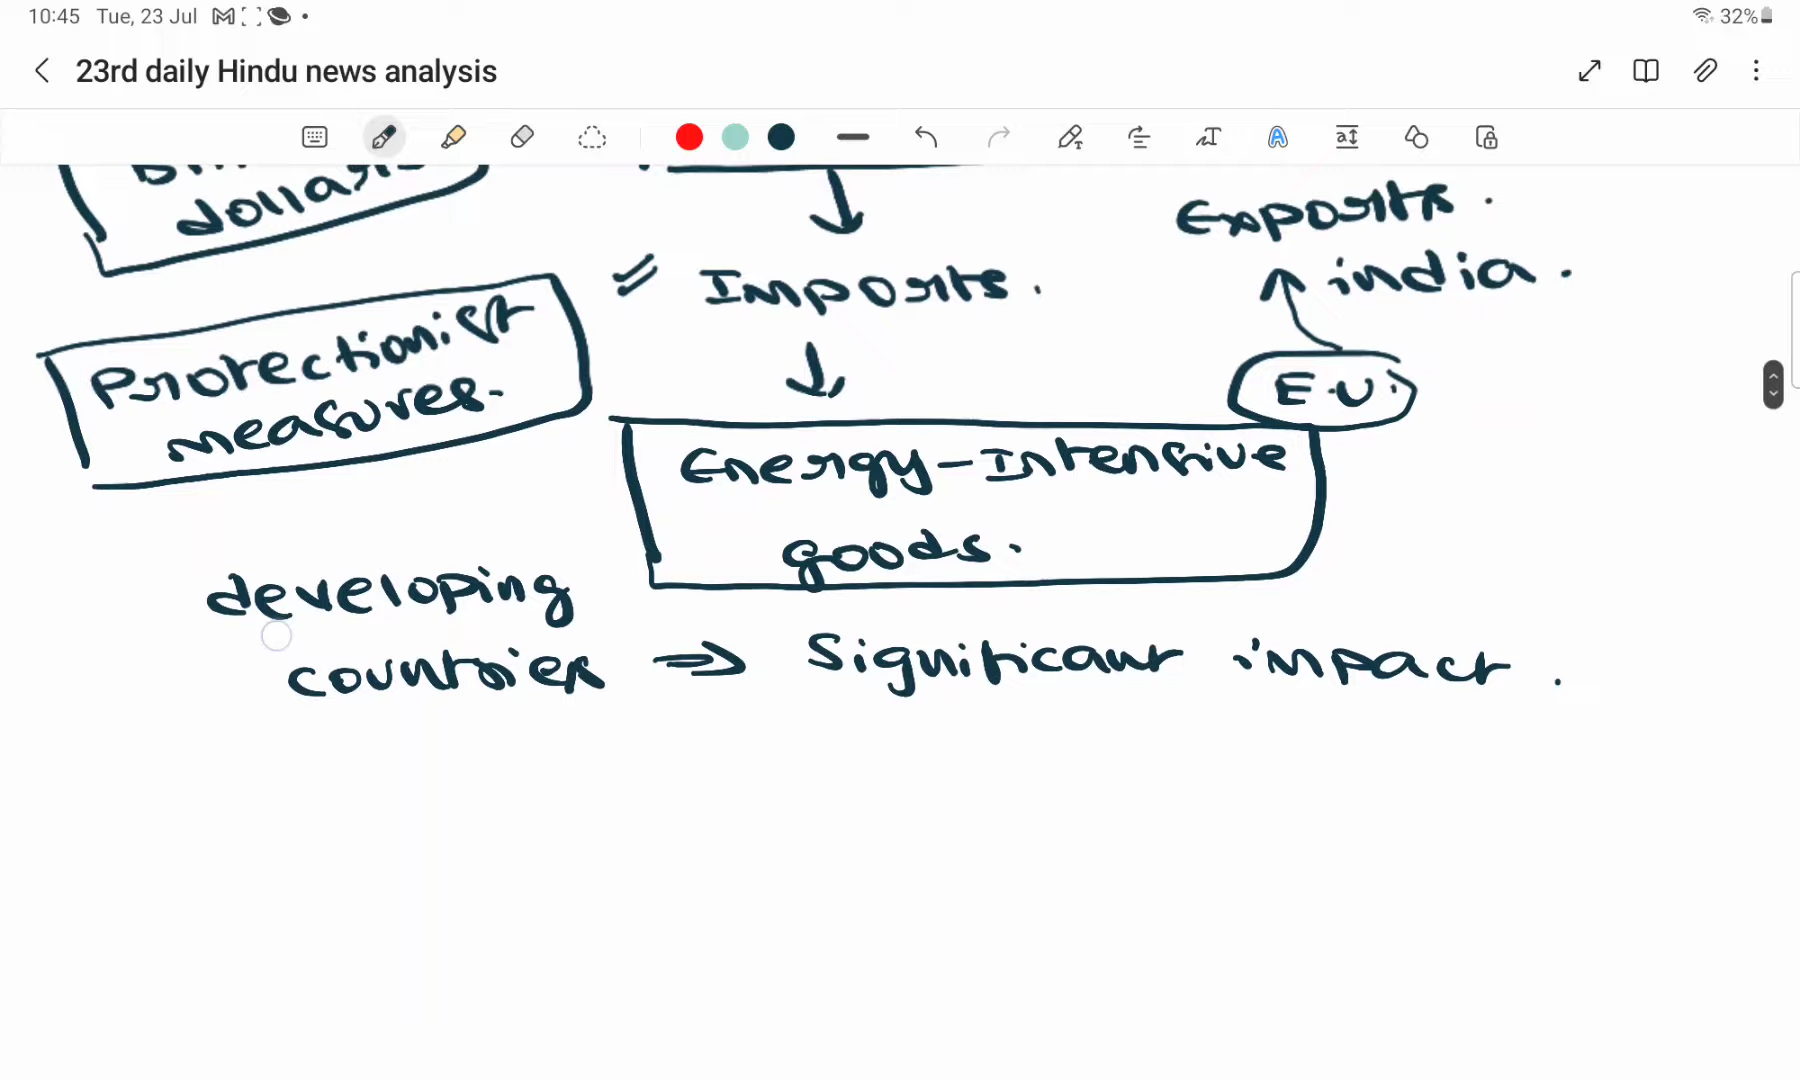 10:45 Tue, 23 Jul
32%
23rd daily Hindu news analysis
dollars
Exports.
india.
Imports.
Protectionist
measures.
E.U.
Energy-Intensive
goods.
developing
countries ⇒ Significant impact.